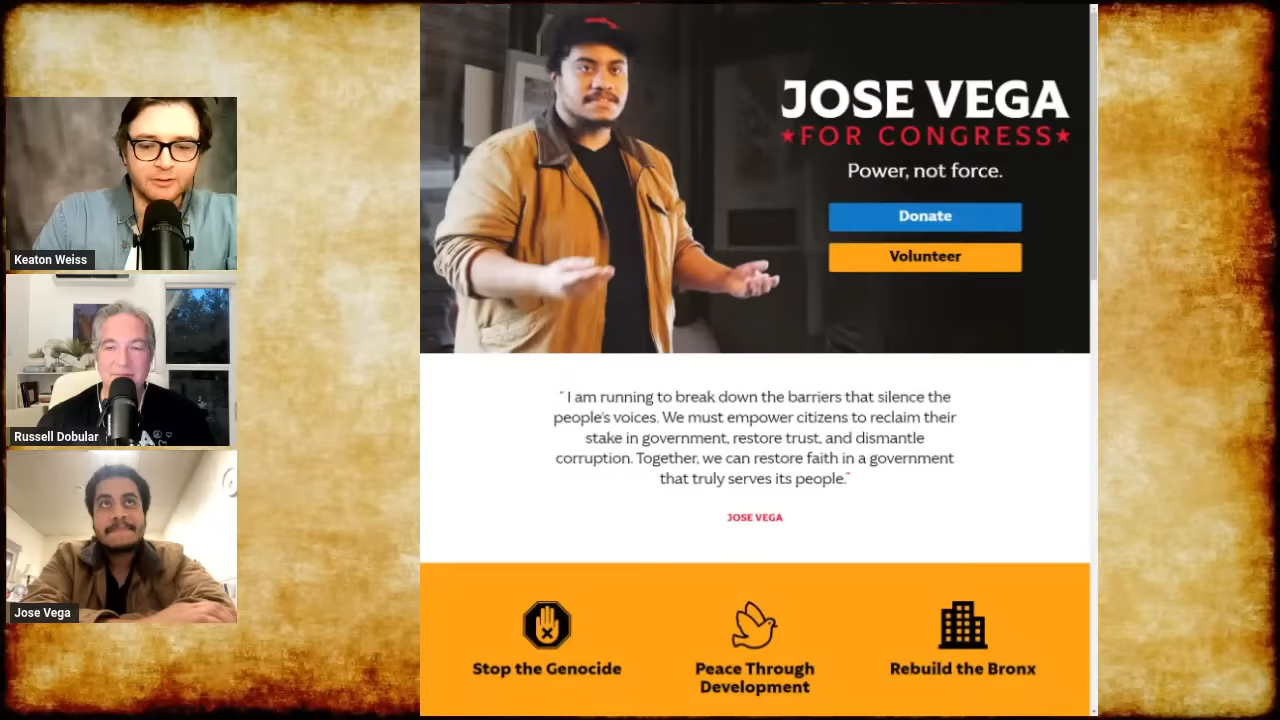 Keaton Weiss
Russell Dobular
Jose Vega
JOSE VEGA
FOR CONGRESS
Power, not force.
Donate
Volunteer
" I am running to break down the barriers that silence the
people's voices. We must empower citizens to reclaim their
stake in government, restore trust, and dismantle
corruption. Together, we can restore faith in a government
that truly serves its people."
JOSE VEGA
Stop the Genocide
Peace Through
Development
Rebuild the Bronx